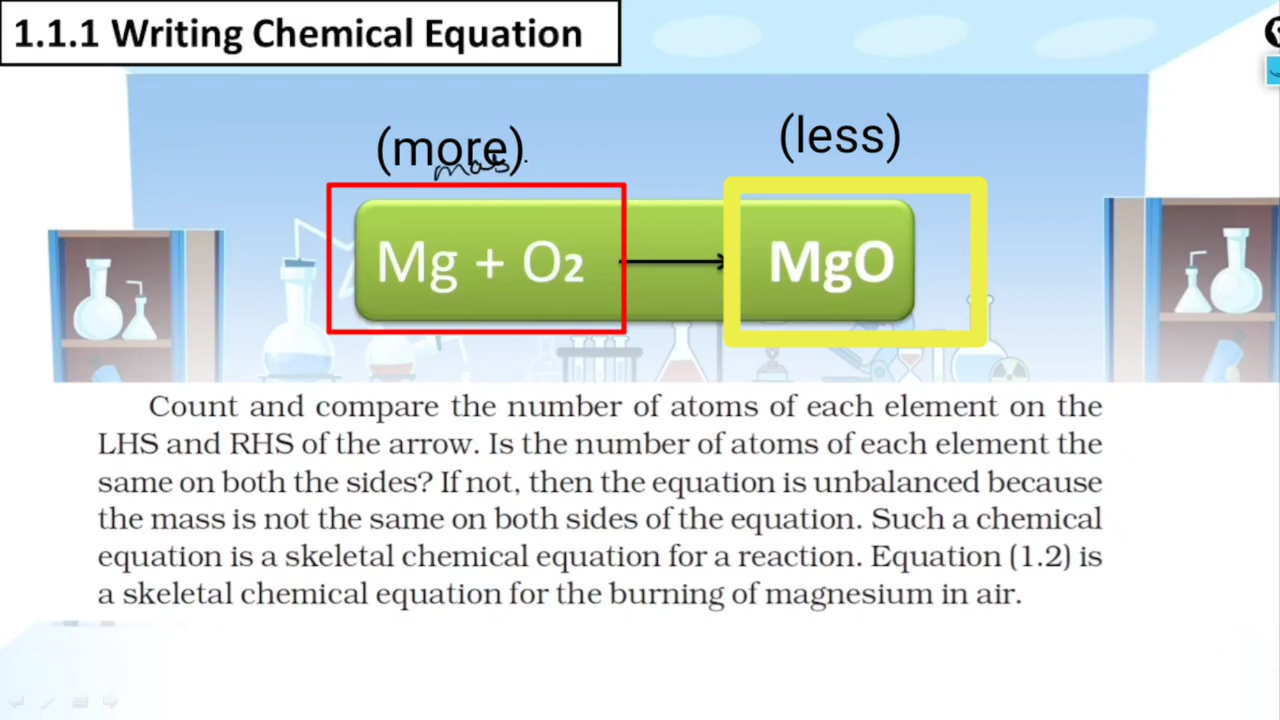 1.1.1 Writing Chemical Equation
(more)
(less)
mass
Mg + O2 → MgO
Count and compare the number of atoms of each element on the
LHS and RHS of the arrow. Is the number of atoms of each element the
same on both the sides? If not, then the equation is unbalanced because
the mass is not the same on both sides of the equation. Such a chemical
equation is a skeletal chemical equation for a reaction. Equation (1.2) is
a skeletal chemical equation for the burning of magnesium in air.